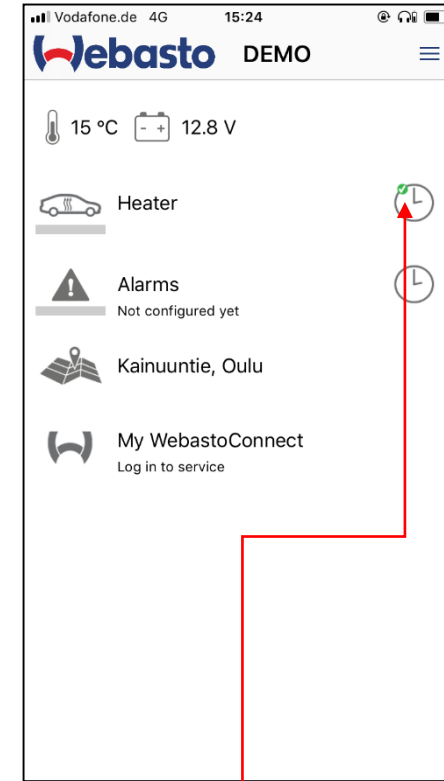 Vodafone.de 4G 15:24
Webasto DEMO
15 °C - + 12.8 V
Heater
Alarms
Not configured yet
Kainuuntie, Oulu
My WebastoConnect
Log in to service